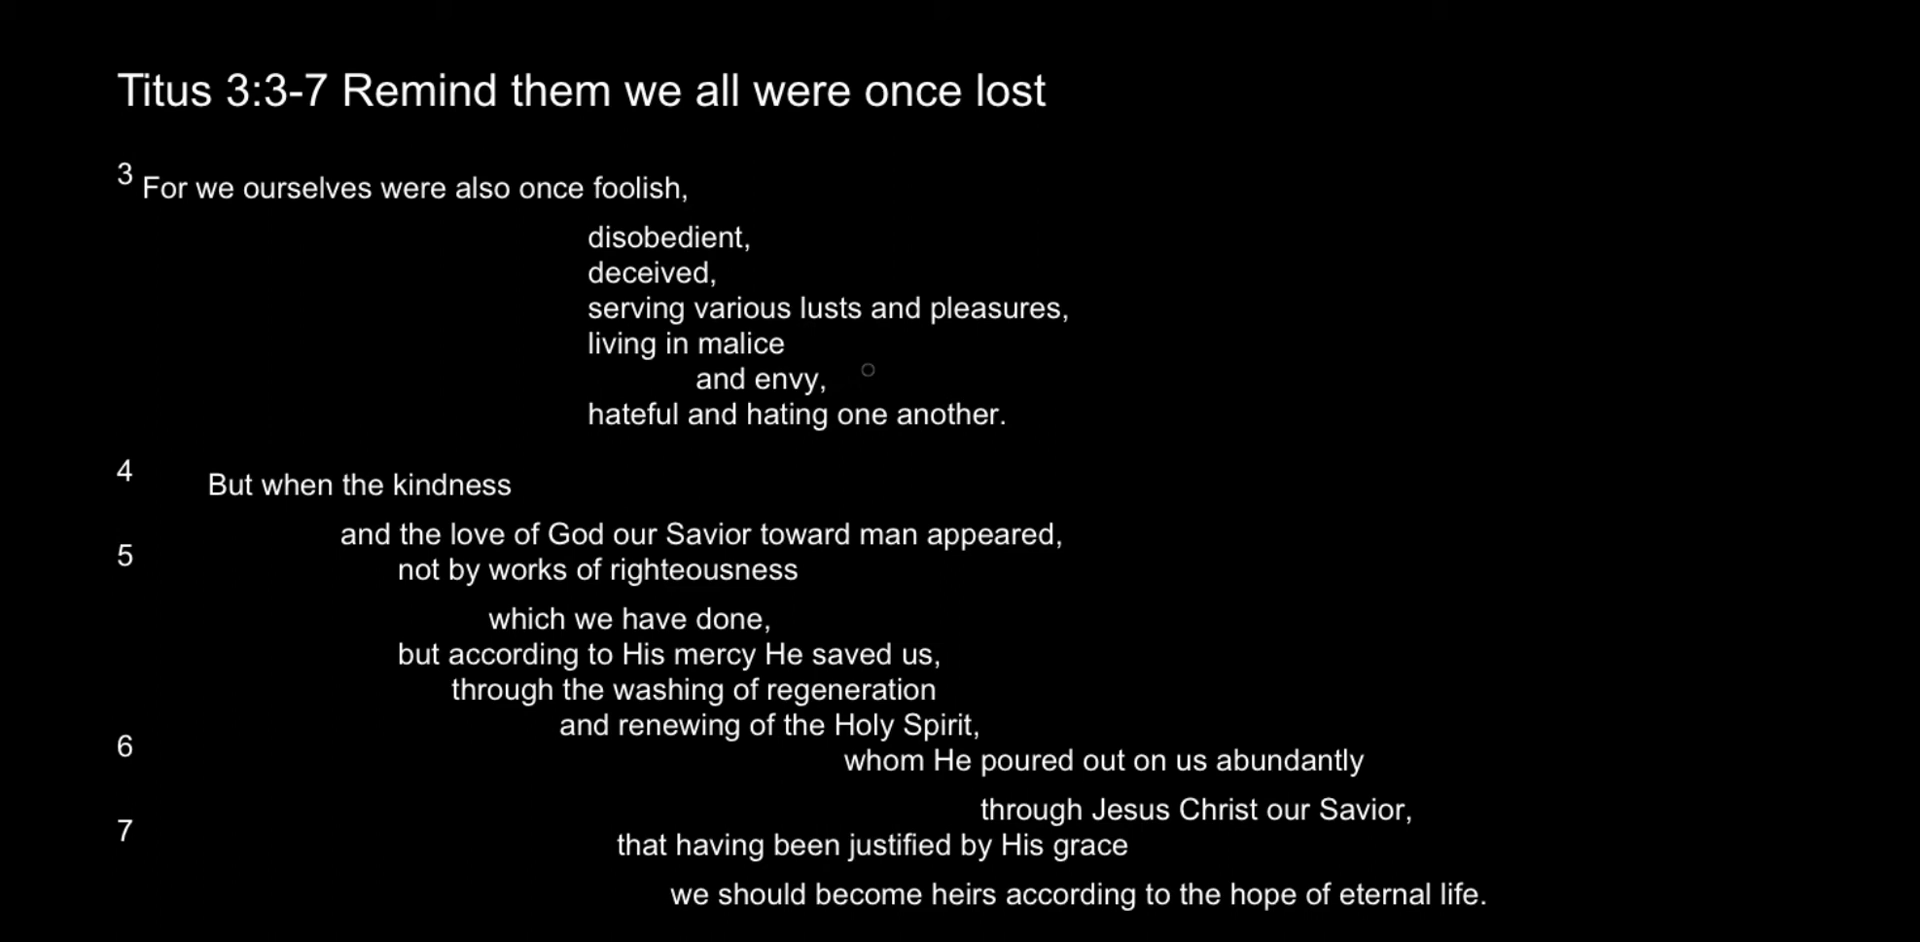 Titus 3:3-7 Remind them we all were once lost
3 For we ourselves were also once foolish,
disobedient,
deceived,
serving various lusts and pleasures,
living in malice
and envy,
hateful and hating one another.
4 But when the kindness
and the love of God our Savior toward man appeared,
5 not by works of righteousness
which we have done,
but according to His mercy He saved us,
through the washing of regeneration
and renewing of the Holy Spirit,
6 whom He poured out on us abundantly
through Jesus Christ our Savior,
7 that having been justified by His grace
we should become heirs according to the hope of eternal life.